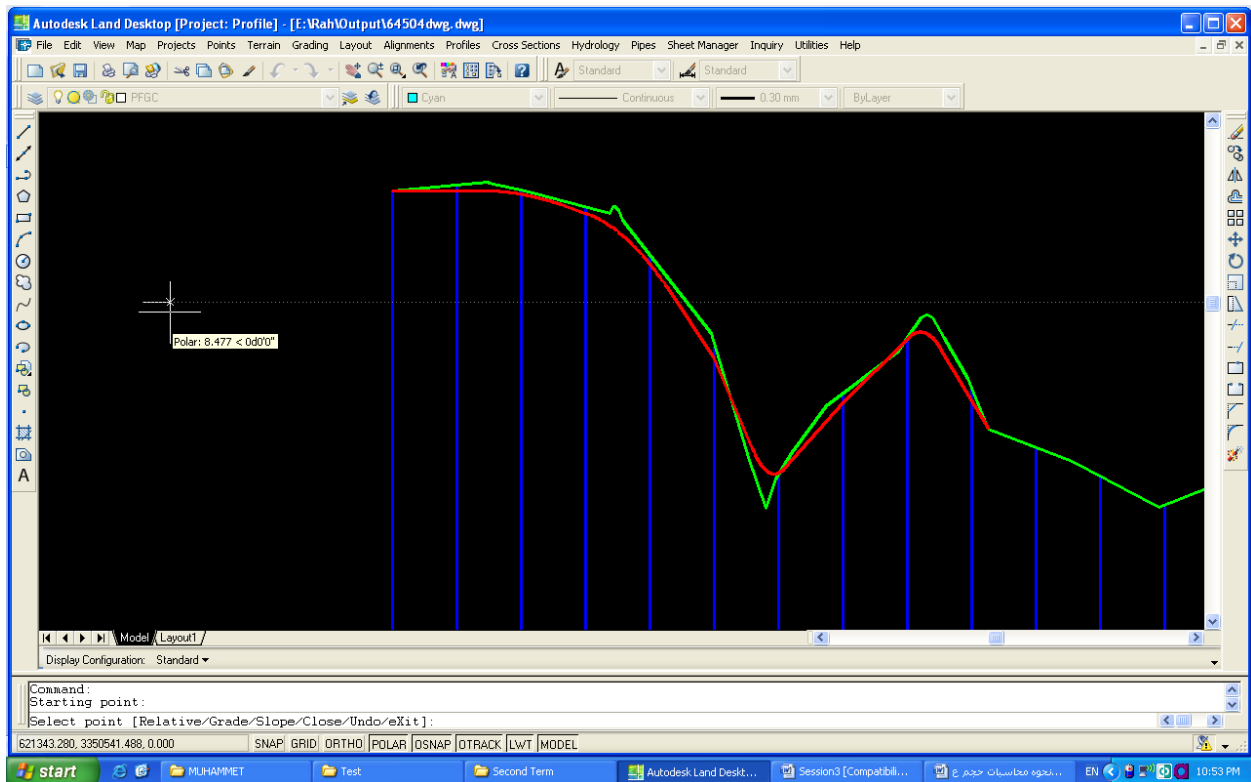 Autodesk Land Desktop [Project: Profile] - [E:\Rah\Output\64504dwg.dwg]
File Edit View Map Projects Points Terrain Grading Layout Alignments Profiles Cross Sections Hydrology Pipes Sheet Manager Inquiry Utilities Help
Standard Standard
PFGC Cyan Continuous 0.30 mm ByLayer
Polar: 8.477 < 0d0'0"
Model Layout1
Display Configuration: Standard
Command:
Starting point:
Select point [Relative/Grade/Slope/Close/Undo/eXit]:
621343.280, 3350541.488, 0.000 SNAP GRID ORTHO POLAR OSNAP OTRACK LWT MODEL
start MUHAMMET Test Second Term Autodesk Land Deskt... Session3 [Compatibili... نحوه محاسبات حجم ع... EN 10:53 PM